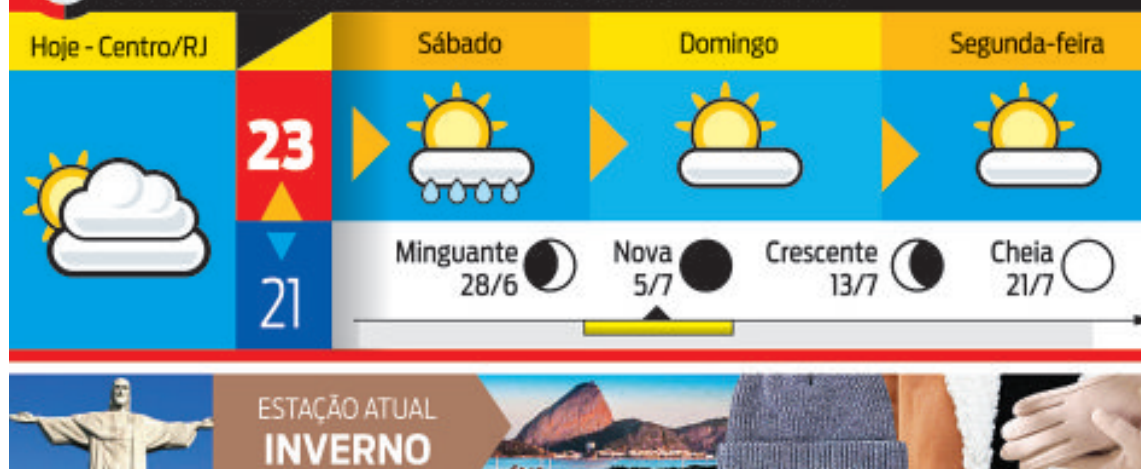 Hoje - Centro/RJ
Sábado
Domingo
Segunda-feira
23
21
Minguante
28/6
Nova
5/7
Crescente
13/7
Cheia
21/7
ESTAÇÃO ATUAL
INVERNO